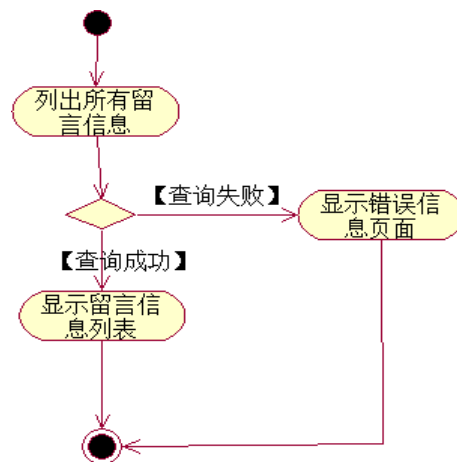 列出所有留
言信息
【查询失败】
显示错误信
息页面
【查询成功】
显示留言信
息列表